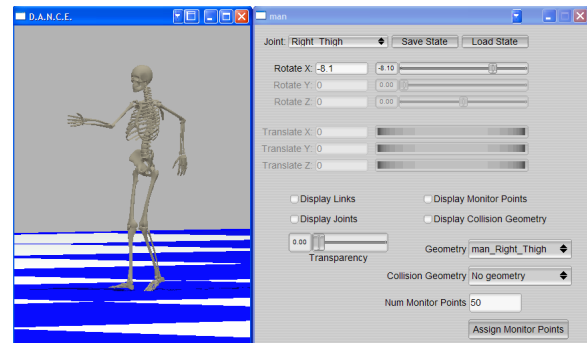 D.A.N.C.E.
man
Joint: Right_Thigh Save State Load State
Rotate X: -8.1 -8.10
Rotate Y: 0 0.00
Rotate Z: 0 0.00
Translate X: 0
Translate Y: 0
Translate Z: 0
Display Links Display Monitor Points
Display Joints Display Collision Geometry
0.00
Transparency
Geometry man_Right_Thigh
Collision Geometry No geometry
Num Monitor Points 50
Assign Monitor Points